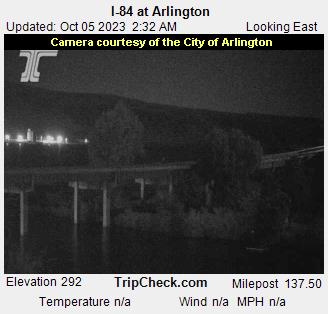 I-84 at Arlington
Updated: Oct 05 2023 2:32 AM Looking East
Camera courtesy of the City of Arlington
Elevation 292 TripCheck.com Milepost 137.50
Temperature n/a Wind n/a MPH n/a